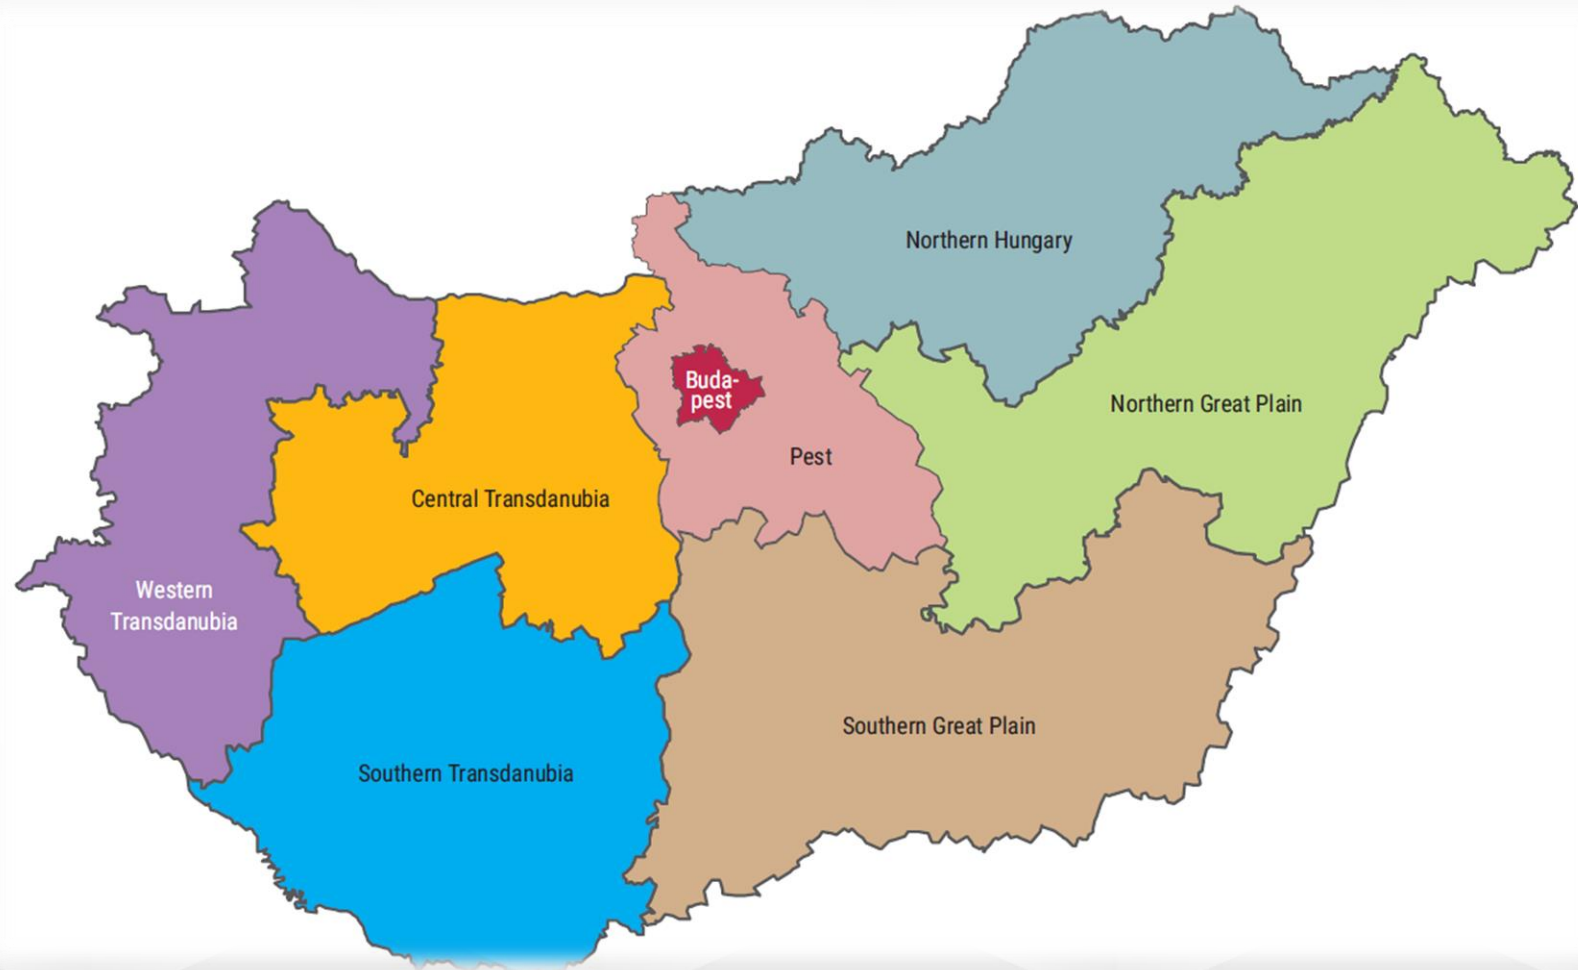 Northern Hungary
Buda-
pest
Northern Great Plain
Pest
Central Transdanubia
Western
Transdanubia
Southern Great Plain
Southern Transdanubia